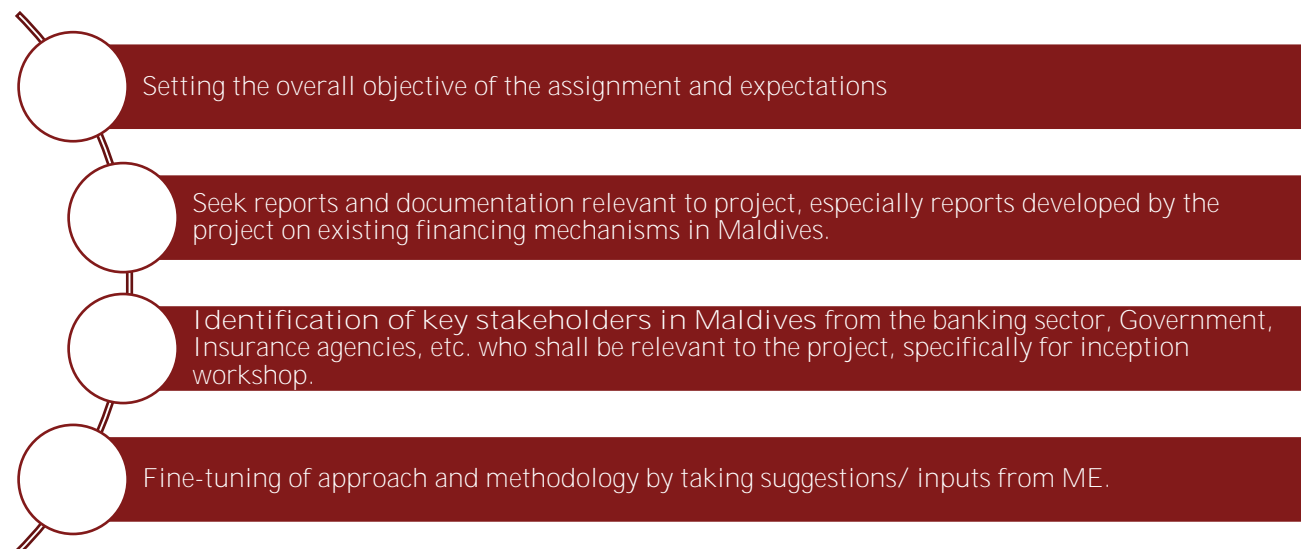 Setting the overall objective of the assignment and expectations
Seek reports and documentation relevant to project, especially reports developed by the
project on existing financing mechanisms in Maldives.
Identification of key stakeholders in Maldives from the banking sector, Government,
Insurance agencies, etc. who shall be relevant to the project, specifically for inception
workshop.
Fine-tuning of approach and methodology by taking suggestions/ inputs from ME.